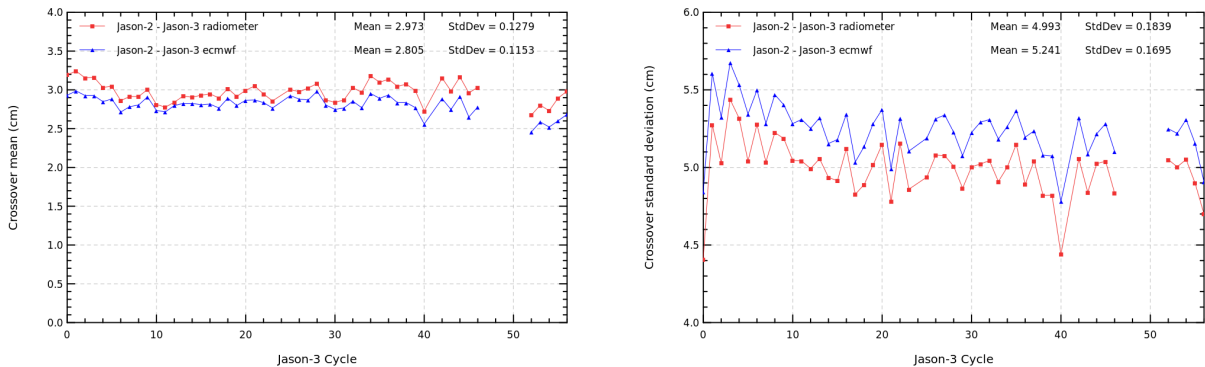 Jason-2 - Jason-3 radiometer Mean = 2.973 StdDev = 0.1279
Jason-2 - Jason-3 ecmwf Mean = 2.805 StdDev = 0.1153
Crossover mean (cm)
4.0
3.5
3.0
2.5
2.0
1.5
1.0
0.5
0.0
0 10 20 30 40 50
Jason-3 Cycle
Jason-2 - Jason-3 radiometer Mean = 4.993 StdDev = 0.1839
Jason-2 - Jason-3 ecmwf Mean = 5.241 StdDev = 0.1695
Crossover standard deviation (cm)
6.0
5.5
5.0
4.5
4.0
0 10 20 30 40 50
Jason-3 Cycle